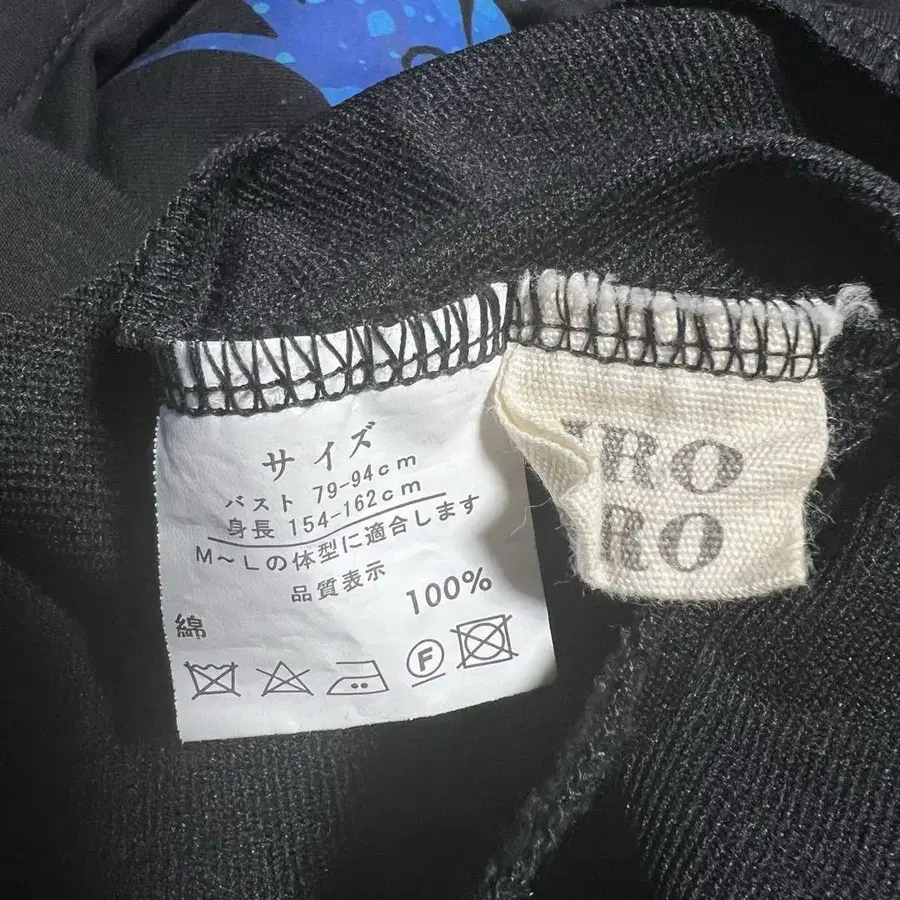 サイズ
バスト 79-94cm
身長 154-162cm
M～Lの体型に適合します
品質表示
綿 100%
F
RO
RO